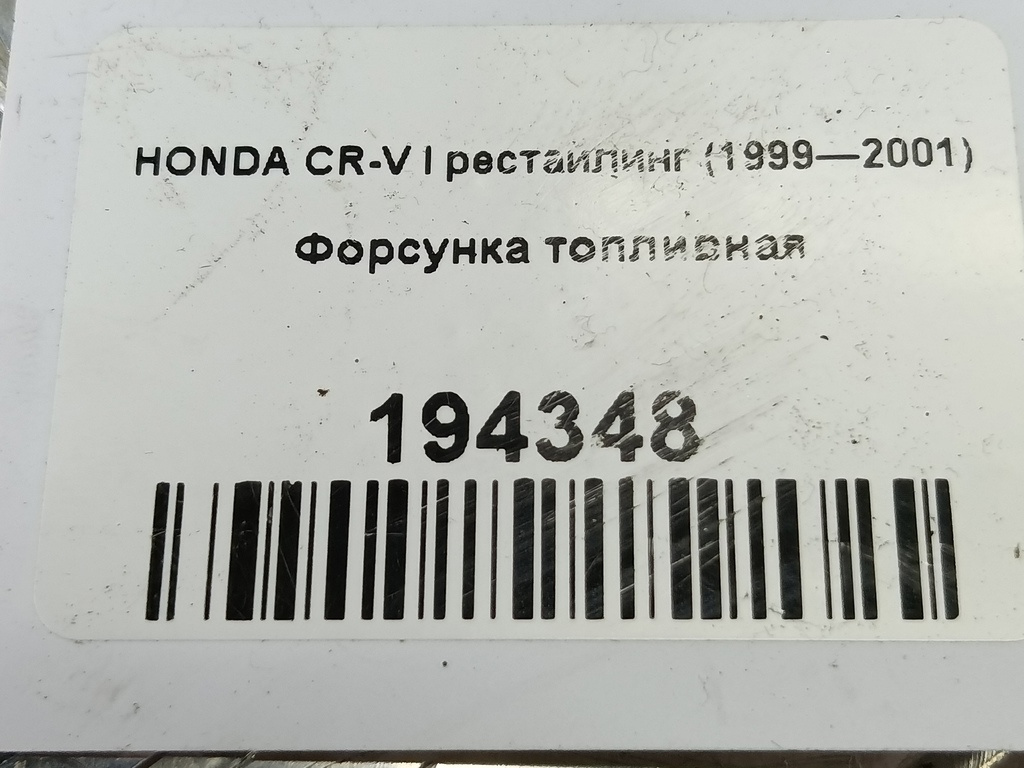 HONDA CR-V I рестайлинг (1999—2001)
Форсунка топливная
194348